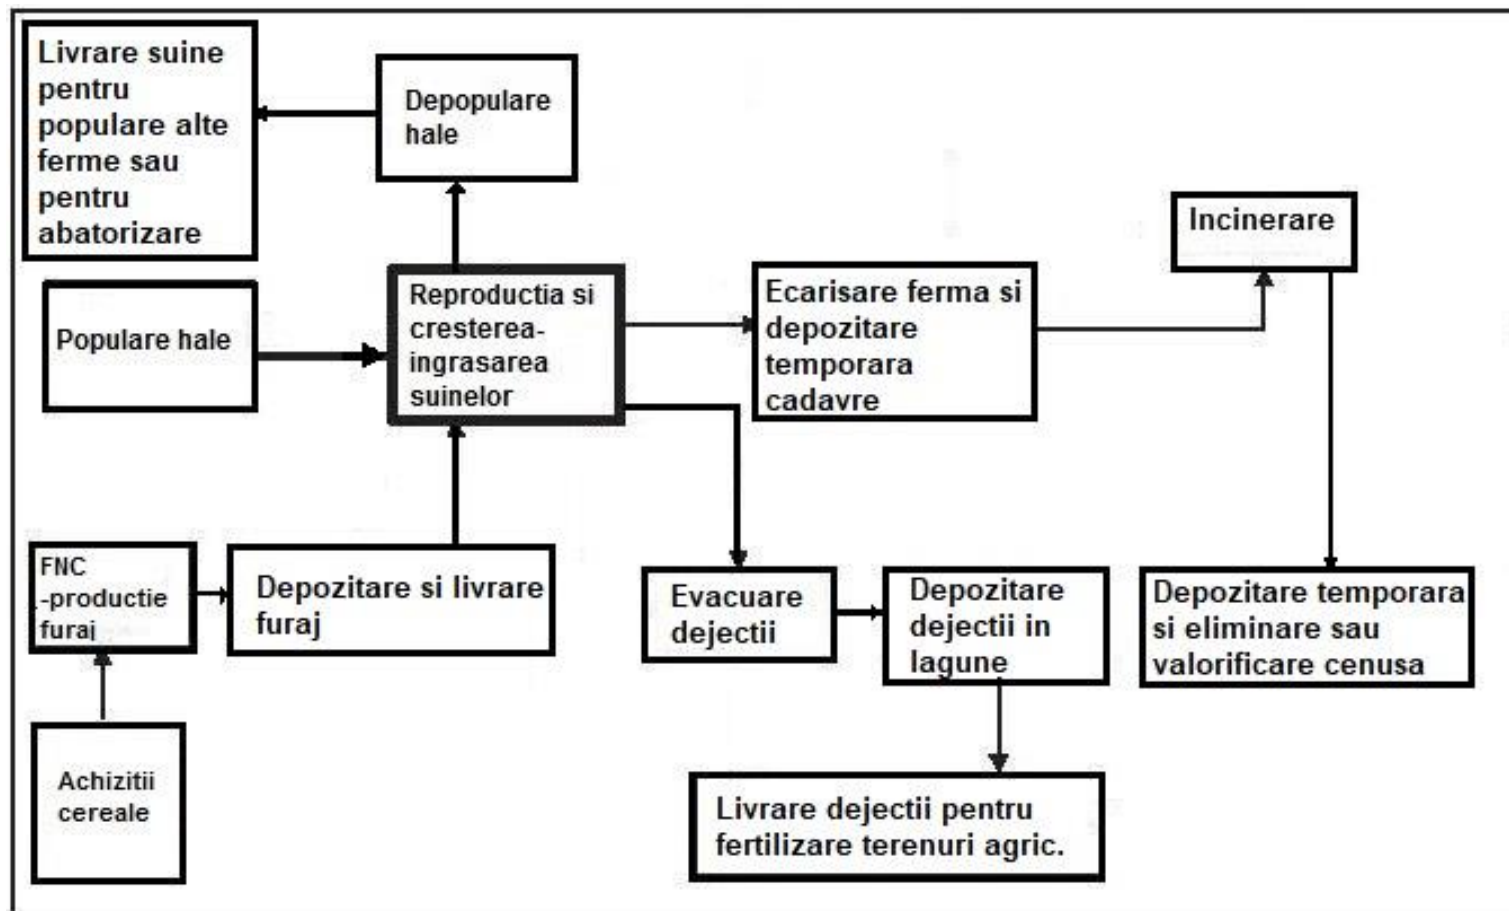 Livrare suine
pentru
populare alte
ferme sau
pentru
abatorizare
Depopulare
hale
Incinerare
Populare hale
Reproductia si
cresterea-
ingrasarea
suinelor
Ecarisare ferma si
depozitare
temporara
cadavre
FNC
-productie
furaj
Depozitare si livrare
furaj
Evacuare
dejectii
Depozitare
dejectii in
lagune
Depozitare temporara
si eliminare sau
valorificare cenusa
Achizitii
cereale
Livrare dejectii pentru
fertilizare terenuri agric.